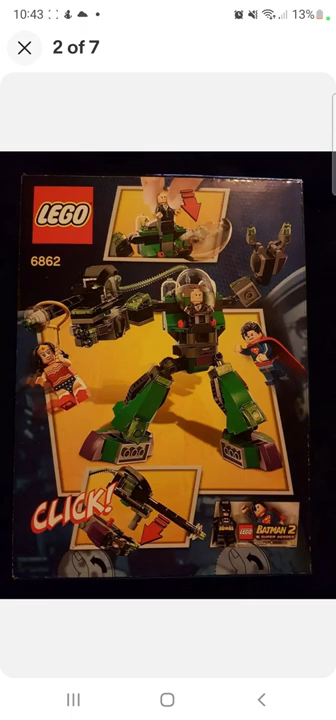 10:43
13%
2 of 7
LEGO
6862
CLICK!
LEGO
BATMAN 2
DC SUPER HEROES